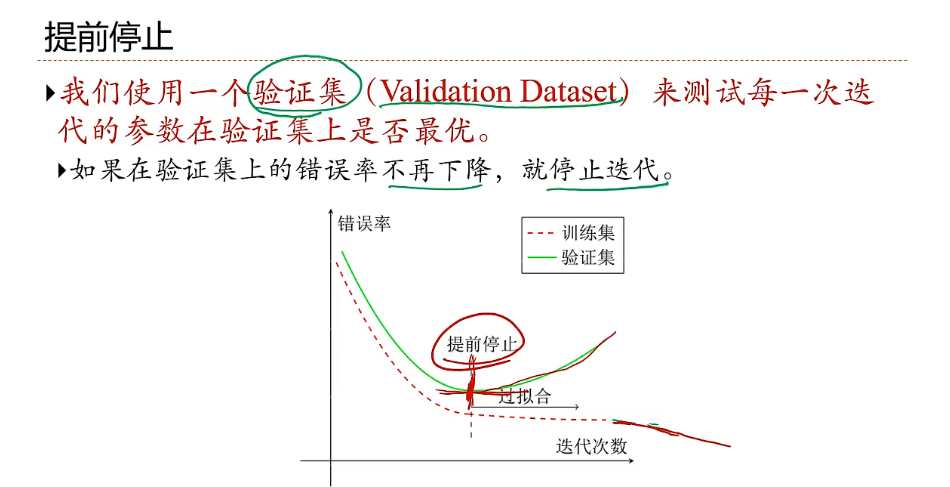 提前停止
我们使用一个验证集（Validation Dataset）来测试每一次迭
代的参数在验证集上是否最优。
如果在验证集上的错误率不再下降，就停止迭代。
错误率
训练集
验证集
提前停止
过拟合
迭代次数